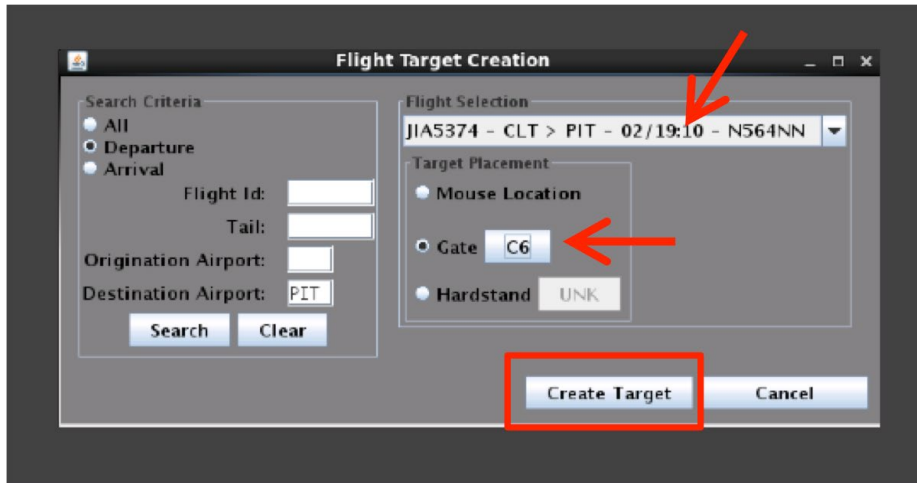 Flight Target Creation
Search Criteria
All
Departure
Arrival
Flight Id:
Tail:
Origination Airport:
Destination Airport: PIT
Search Clear
Flight Selection
JIA5374 - CLT > PIT - 02/19:10 - N564NN
Target Placement
Mouse Location
Gate C6
Hardstand UNK
Create Target Cancel